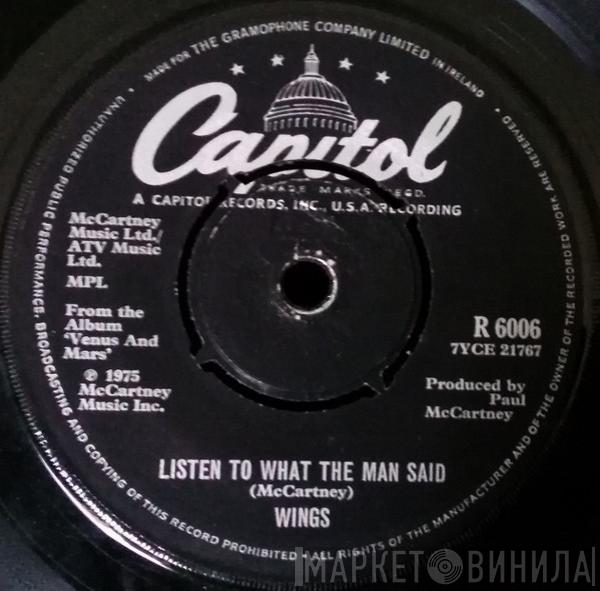 MADE FOR THE GRAMOPHONE COMPANY LIMITED IN IRELAND • ALL RIGHTS OF THE MANUFACTURER AND OF THE OWNER OF THE RECORDED WORK ARE RESERVED •
UNAUTHORIZED PUBLIC PERFORMANCE, BROADCASTING AND COPYING OF THIS RECORD PROHIBITED •
Capitol
TRADE MARKS REGD.
A CAPITOL RECORDS, INC., U.S.A. RECORDING
McCartney
Music Ltd./
ATV Music
Ltd.
MPL
From the
Album
'Venus And
Mars'
℗ 1975
McCartney
Music Inc.
R 6006
7YCE 21767
Produced by
Paul
McCartney
LISTEN TO WHAT THE MAN SAID
(McCartney)
WINGS
МАРКЕТ ВИНИЛА